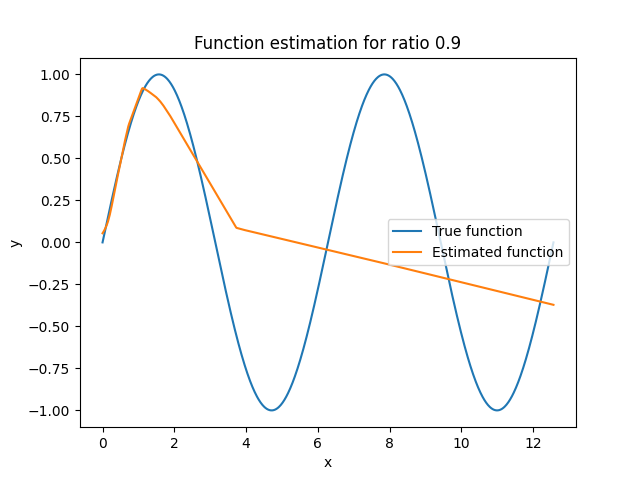 Function estimation for ratio 0.9
y
1.00
0.75
0.50
0.25
0.00
−0.25
−0.50
−0.75
−1.00
True function
Estimated function
0 2 4 6 8 10 12
x